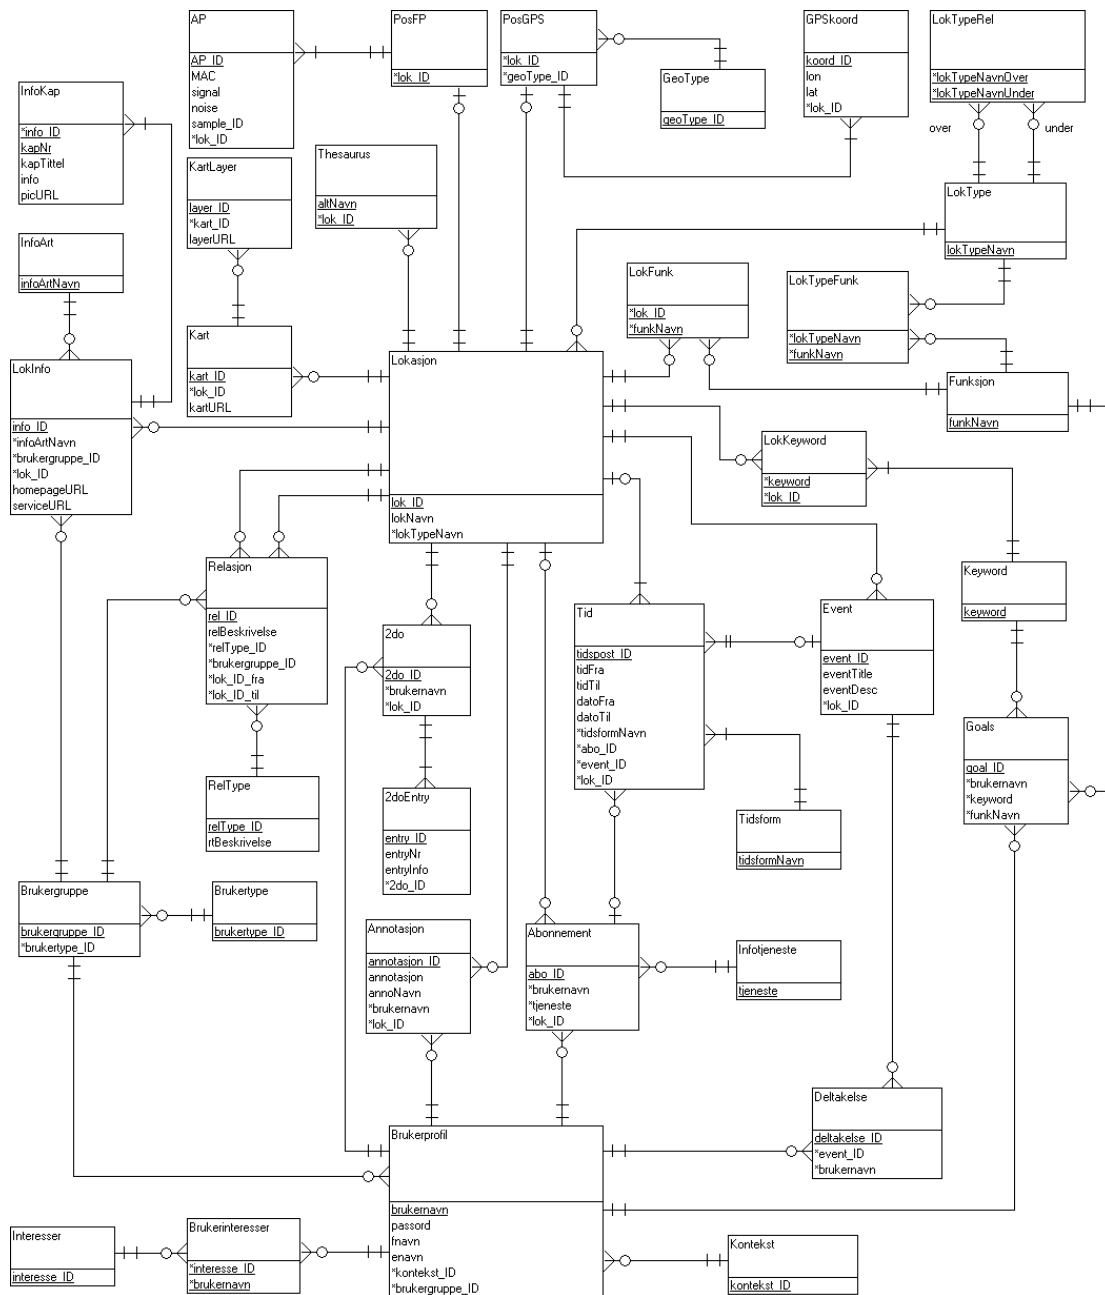 AP
AP_ID
MAC
signal
noise
sample_ID
*lok_ID
PosFP
*lok_ID
PosGPS
*lok_ID
*geoType_ID
GeoType
geoType_ID
GPSkoord
koord_ID
lon
lat
*lok_ID
LokTypeRel
*lokTypeNavnOver
*lokTypeNavnUnder
over
under
InfoKap
*info_ID
kapNr
kapTittel
info
picURL
KartLayer
layer_ID
*kart_ID
layerURL
Thesaurus
altNavn
*lok_ID
LokType
lokTypeNavn
InfoArt
infoArtNavn
LokFunk
*lok_ID
*funkNavn
LokTypeFunk
*lokTypeNavn
*funkNavn
Kart
kart_ID
*lok_ID
kartURL
Lokasjon
lok_ID
lokNavn
*lokTypeNavn
LokInfo
info_ID
*infoArtNavn
*brukergruppe_ID
*lok_ID
homepageURL
serviceURL
Funksjon
funkNavn
LokKeyword
*keyword
*lok_ID
Relasjon
rel_ID
relBeskrivelse
*relType_ID
*brukergruppe_ID
*lok_ID_fra
*lok_ID_til
Keyword
keyword
2do
2do_ID
*brukernavn
*lok_ID
Tid
tidspost_ID
tidFra
tidTil
datoFra
datoTil
*tidsformNavn
*abo_ID
*event_ID
*lok_ID
Event
event_ID
eventTitle
eventDesc
*lok_ID
Goals
goal_ID
*brukernavn
*keyword
*funkNavn
RelType
relType_ID
rtBeskrivelse
2doEntry
entry_ID
entryNr
entryInfo
*2do_ID
Tidsform
tidsformNavn
Brukergruppe
brukergruppe_ID
*brukertype_ID
Brukertype
brukertype_ID
Annotasjon
annotasjon_ID
annotasjon
annoNavn
*brukernavn
*lok_ID
Abonnement
abo_ID
*brukernavn
*tjeneste
*lok_ID
Infotjeneste
tjeneste
Deltakelse
deltakelse_ID
*event_ID
*brukernavn
Brukerprofil
brukernavn
passord
fnavn
enavn
*kontekst_ID
*brukergruppe_ID
Interesser
interesse_ID
Brukerinteresser
*interesse_ID
*brukernavn
Kontekst
kontekst_ID